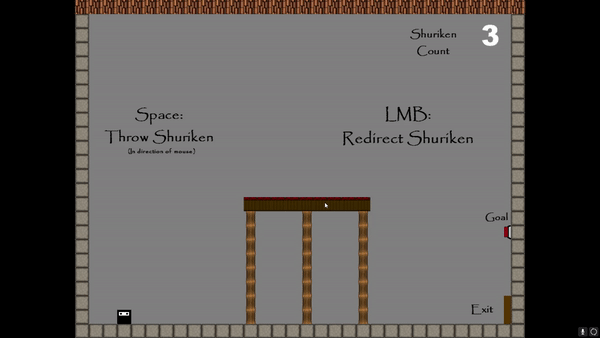 Shuriken
Count
3
Space:
Throw Shuriken
[In direction of mouse]
LMB:
Redirect Shuriken
Goal
Exit